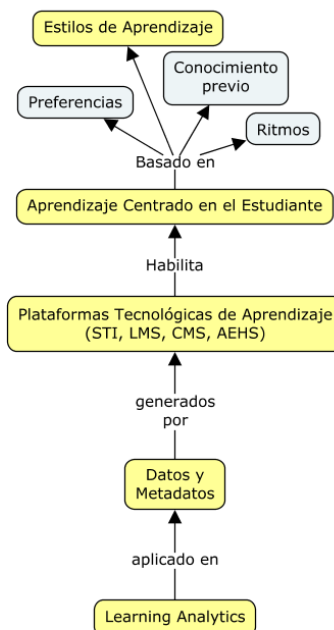 Estilos de Aprendizaje
Conocimiento
previo
Preferencias
Ritmos
Basado en
Aprendizaje Centrado en el Estudiante
Habilita
Plataformas Tecnológicas de Aprendizaje
(STI, LMS, CMS, AEHS)
generados
por
Datos y
Metadatos
aplicado en
Learning Analytics